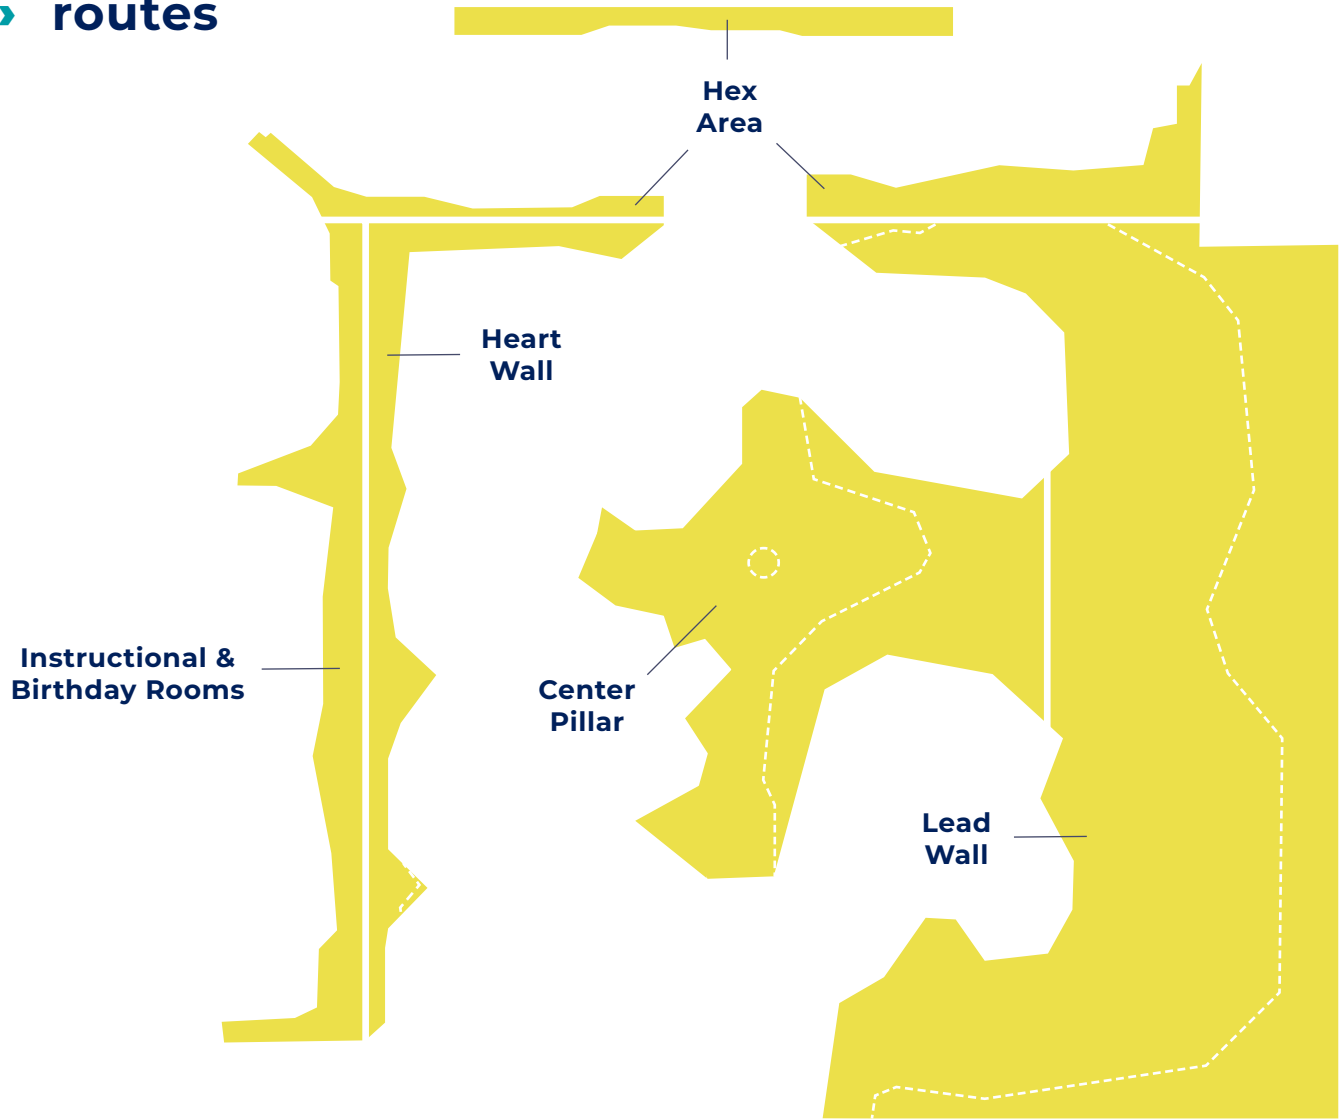 › routes
Hex
Area
Heart
Wall
Instructional &
Birthday Rooms
Center
Pillar
Lead
Wall